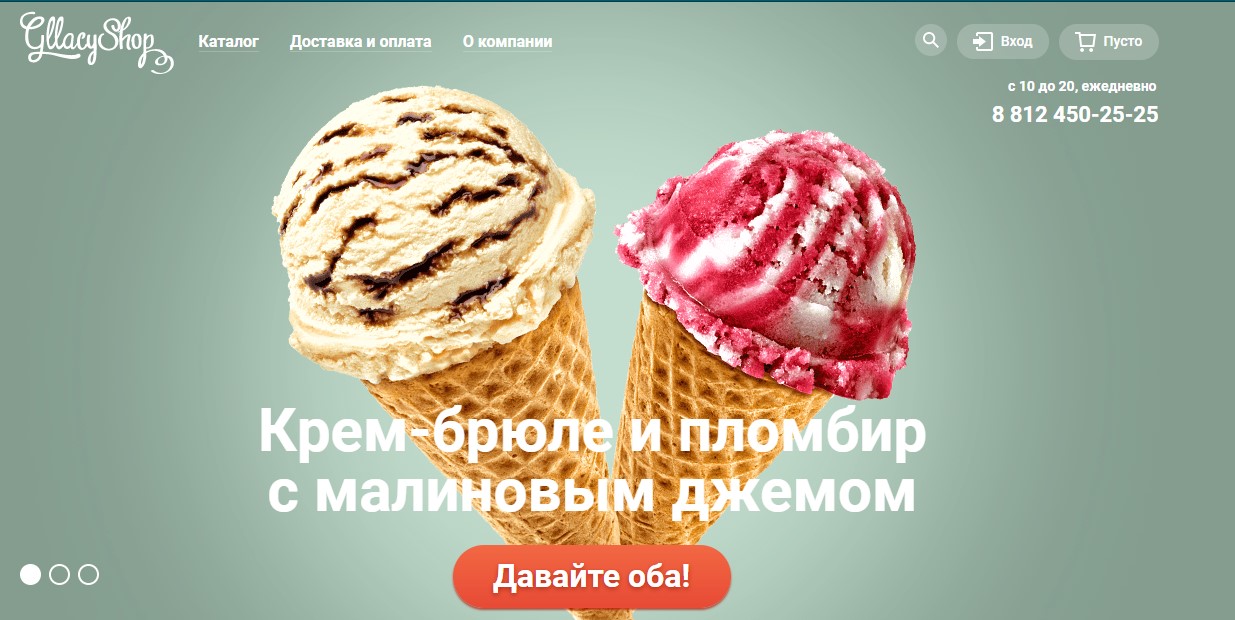 GllacyShop
Каталог Доставка и оплата О компании
Вход Пусто
с 10 до 20, ежедневно
8 812 450-25-25
Крем-брюле и пломбир
с малиновым джемом
Давайте оба!